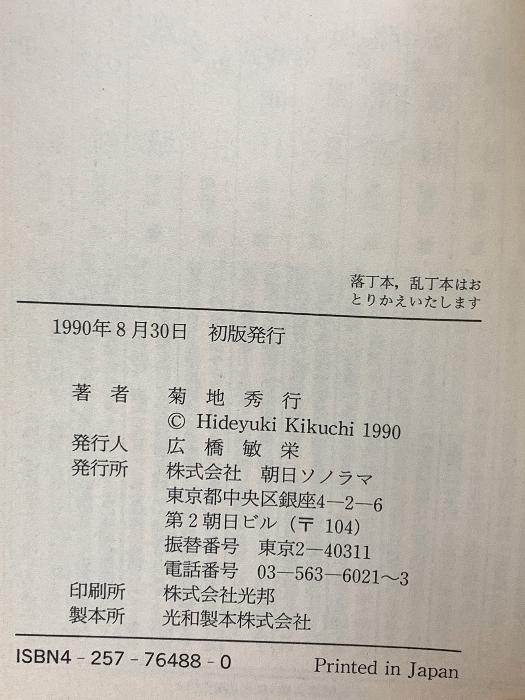 落丁本，乱丁本はお
とりかえいたします
1990年8月30日 初版発行
著者 菊地秀行
© Hideyuki Kikuchi 1990
発行人 広橋敏栄
発行所 株式会社 朝日ソノラマ
東京都中央区銀座4—2—6
第2朝日ビル（〒104）
振替番号 東京2—40311
電話番号 03—563—6021〜3
印刷所 株式会社光邦
製本所 光和製本株式会社
ISBN4-257-76488-0 Printed in Japan